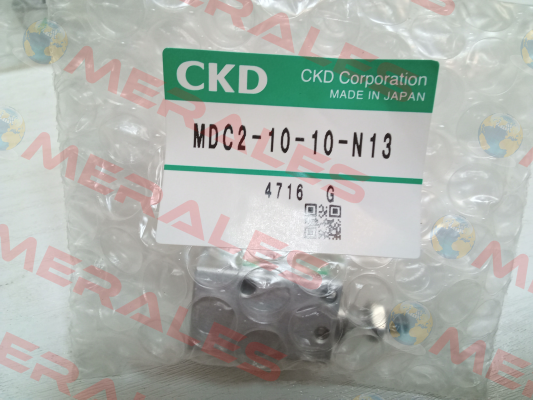 CKD
CKD Corporation
MADE IN JAPAN
MDC2-10-10-N13
4716 G
MERALES
MERALES
MERALES
MERALES